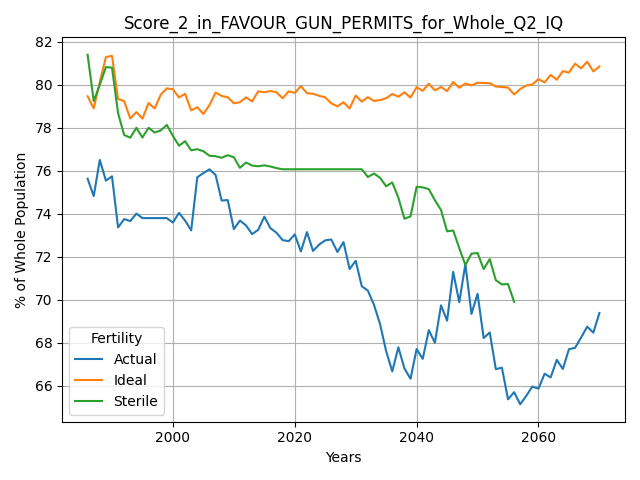 Score_2_in_FAVOUR_GUN_PERMITS_for_Whole_Q2_IQ
82
80
78
76
74
72
70
68
66
% of Whole Population
Fertility
Actual
Ideal
Sterile
2000 2020 2040 2060
Years